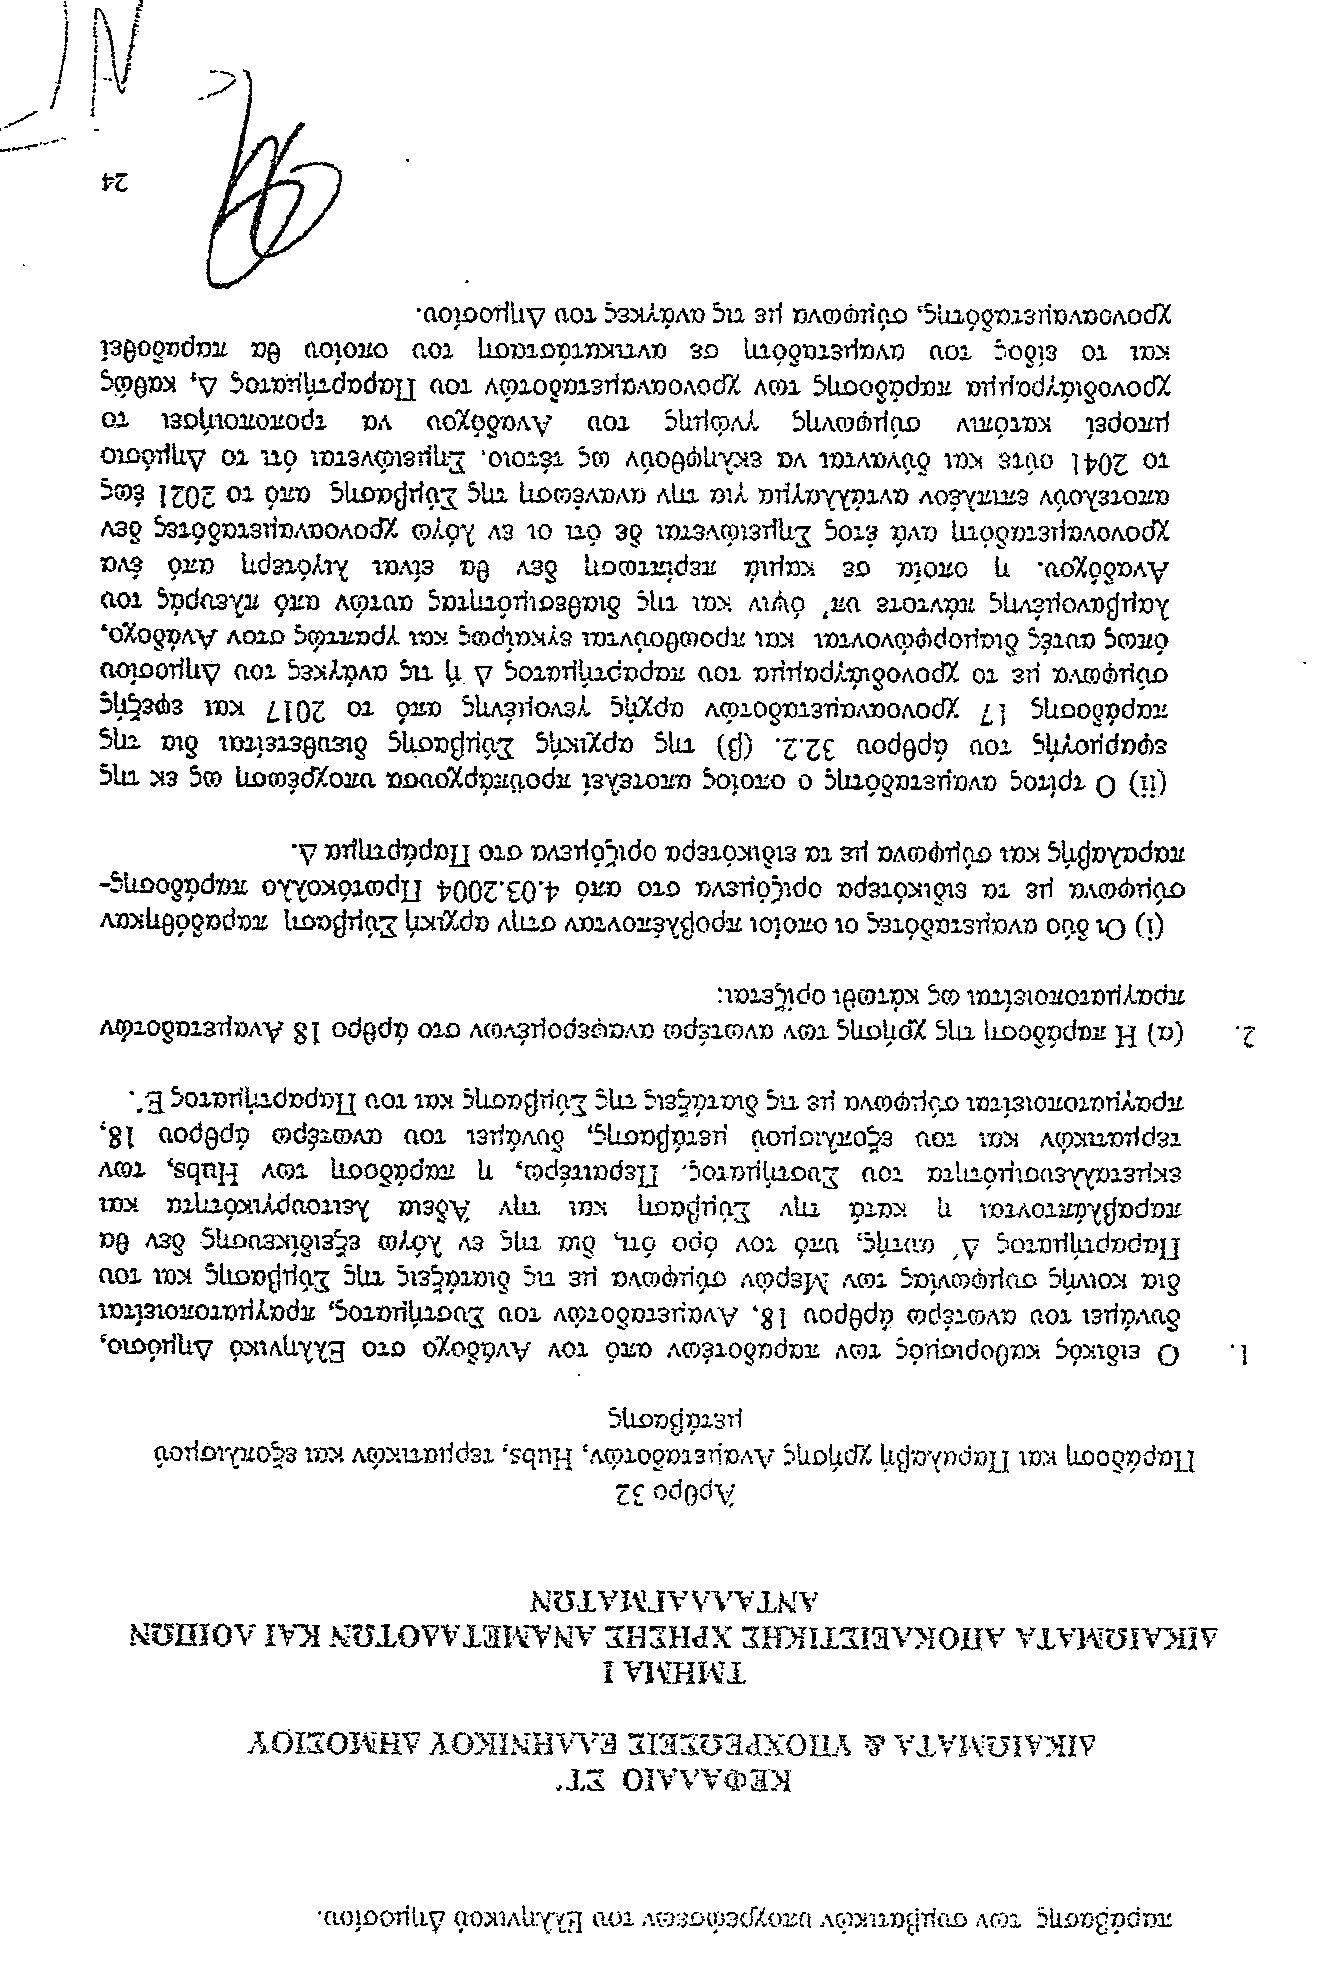 παράβασης των συμβατικών υποχρεώσεων του Ελληνικού Δημοσίου.
ΚΕΦΑΛΑΙΟ ΣΤ'
ΔΙΚΑΙΩΜΑΤΑ & ΥΠΟΧΡΕΩΣΕΙΣ ΕΛΛΗΝΙΚΟΥ ΔΗΜΟΣΙΟΥ
ΤΜΗΜΑ Ι
ΔΙΚΑΙΩΜΑΤΑ ΑΠΟΚΛΕΙΣΤΙΚΗΣ ΧΡΗΣΗΣ ΑΝΑΜΕΤΑΔΟΤΩΝ ΚΑΙ ΛΟΙΠΩΝ
ΑΝΤΑΛΛΑΓΜΑΤΩΝ
Άρθρο 32
Παράδοση και Παραλαβή χρήσης Αναμεταδοτών, Hubs, τερματικών και εξοπλισμού
μετάβασης
1. Ο ειδικός καθορισμός των παραδοτέων από τον Ανάδοχο στο Ελληνικό Δημόσιο,
δυνάμει του ανωτέρω άρθρου 18, Αναμεταδοτών του Συστήματος, πραγματοποιείται
δια κοινής συμφωνίας των Μερών σύμφωνα με τις διατάξεις της Σύμβασης και του
Παραρτήματος Δ' αυτής, υπό τον όρο ότι, δια της εν λόγω εξειδίκευσης δεν θα
παραβλάπτονται η κατά την Σύμβαση και την Άδεια λειτουργικότητα και
εκμεταλλευσιμότητα του Συστήματος. Περαιτέρω, η παράδοση των Hubs, των
τερματικών και του εξοπλισμού μετάβασης, δυνάμει του ανωτέρω άρθρου 18,
πραγματοποιείται σύμφωνα με τις διατάξεις της Σύμβασης και του Παραρτήματος Ε'.
2. (α) Η παράδοση της χρήσης των ανωτέρω αναφερομένων στο άρθρο 18 Αναμεταδοτών
πραγματοποιείται ως κάτωθι ορίζεται:
(i) Οι δύο αναμεταδότες οι οποίοι προβλέπονταν στην αρχική Σύμβαση παραδόθηκαν
σύμφωνα με τα ειδικότερα οριζόμενα στο από 4.03.2004 Πρωτόκολλο παράδοσης-
παραλαβής και σύμφωνα με τα ειδικότερα οριζόμενα στο Παράρτημα Δ.
(ii) Ο τρίτος αναμεταδότης ο οποίος αποτελεί προϋπάρχουσα υποχρέωση ως εκ της
εφαρμολής του άρθρου 32.2. (β) της αρχικής Σύμβασης διευθετείται δια της
παράδοσης 17 χρονοαναμεταδοτών αρχής γενομένης από το 2017 και εφεξής
σύμφωνα με το χρονοδιάγραμμα του παραρτήματος Δ ή τις ανάγκες του Δημοσίου
όπως αυτές διαμορφώνονται και προωθούνται εγκαίρως και γραπτώς στον Ανάδοχο,
λαμβανομένης πάντοτε υπ' όψιν και της διαθεσιμότητας αυτών από πλευράς του
Αναδόχου. η οποία σε καμιά περίπτωση δεν θα είναι λιγότερη από ένα
χρονοναμεταδότη ανά έτος Σημειώνεται δε ότι οι εν λόγω χρονοαναμεταδότες δεν
αποτελούν επιπλέον αντάλλαγμα για την ανανέωση της Σύμβασης από το 2021 έως
το 2041 ούτε και δύνανται να εκληφθούν ως τέτοιο. Σημειώνεται ότι το Δημόσιο
μπορεί κατόπιν σύμφωνης γνώμης του Αναδόχου να τροποποιήσει το
χρονοδιάγραμμα παράδοσης των χρονοαναμεταδοτών του Παραρτήματος Δ, καθώς
και το είδος του αναμεταδότη σε αντικατάσταση του οποίου θα παραδοθεί
χρονοαναμεταδότης, σύμφωνα με τις ανάγκες του Δημοσίου.
24